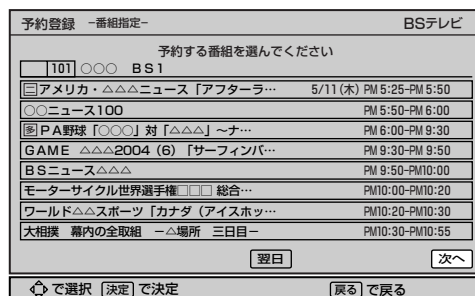 予約登録 -番組指定- BSテレビ
予約する番組を選んでください
101 ○○○ BS1
二アメリカ・△△△ニュース「アフターラ… 5/11(木) PM 5:25-PM 5:50
○○ニュース100 PM 5:50-PM 6:00
多PA野球「○○○」対「△△△」~ナ… PM 6:00-PM 9:30
GAME △△△2004(6)「サーフィンバ… PM 9:30-PM 9:50
BSニュース△△△ PM 9:50-PM10:00
モーターサイクル世界選手権□□□ 総合… PM10:00-PM10:20
ワールド△△スポーツ「カナダ(アイスホッ… PM10:20-PM10:30
大相撲 幕内の全取組 -△場所 三日目- PM10:30-PM10:55
翌日 次へ
で選択 決定 で決定 戻る で戻る